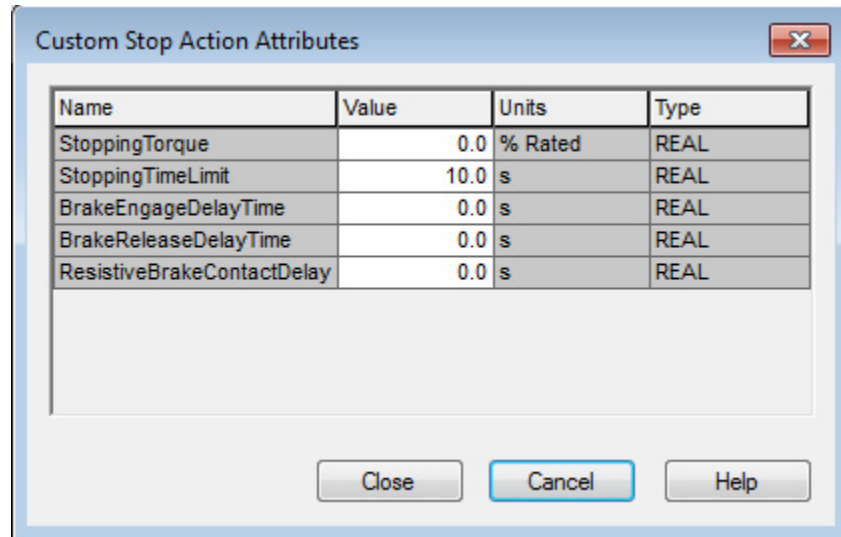 Custom Stop Action Attributes
Name Value Units Type
StoppingTorque 0.0 % Rated REAL
StoppingTimeLimit 10.0 s REAL
BrakeEngageDelayTime 0.0 s REAL
BrakeReleaseDelayTime 0.0 s REAL
ResistiveBrakeContactDelay 0.0 s REAL
Close Cancel Help